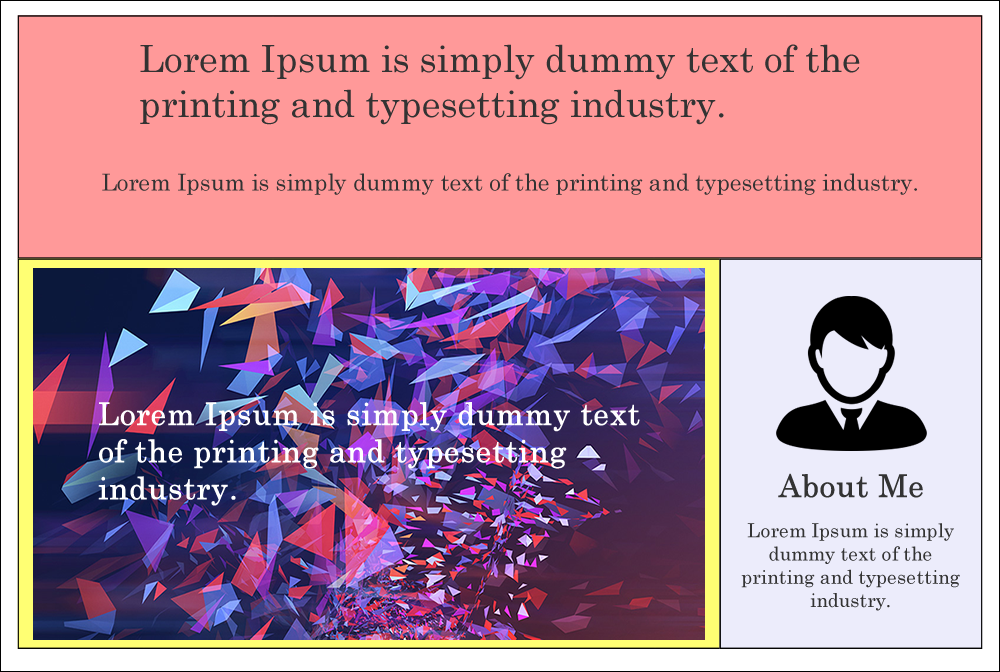 Lorem Ipsum is simply dummy text of the
printing and typesetting industry.
Lorem Ipsum is simply dummy text of the printing and typesetting industry.
Lorem Ipsum is simply dummy text
of the printing and typesetting
industry.
About Me
Lorem Ipsum is simply
dummy text of the
printing and typesetting
industry.